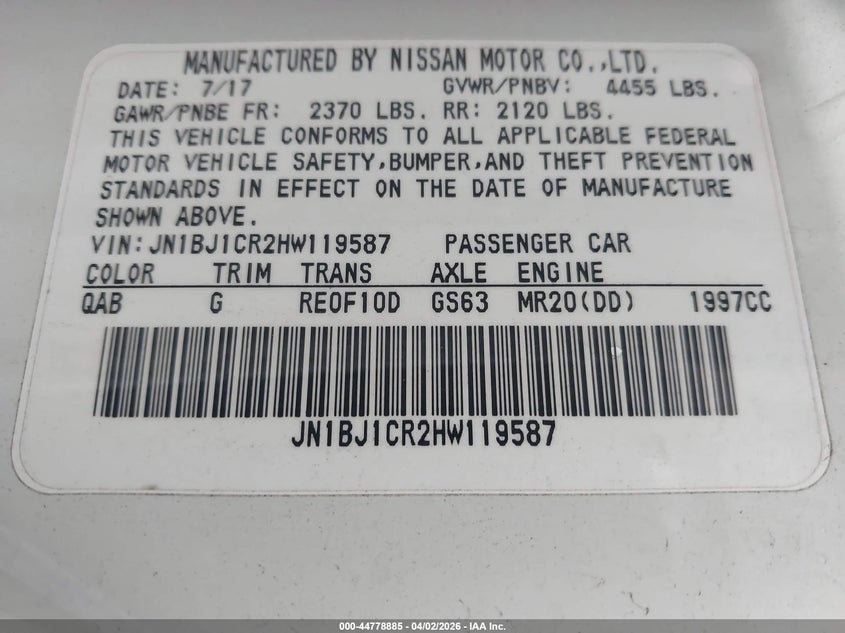 MANUFACTURED BY NISSAN MOTOR CO.,LTD.
DATE: 7/17 GVWR/PNBV: 4455 LBS.
GAWR/PNBE FR: 2370 LBS. RR: 2120 LBS.
THIS VEHICLE CONFORMS TO ALL APPLICABLE FEDERAL
MOTOR VEHICLE SAFETY,BUMPER,AND THEFT PREVENTION
STANDARDS IN EFFECT ON THE DATE OF MANUFACTURE
SHOWN ABOVE.
VIN:JN1BJ1CR2HW119587 PASSENGER CAR
COLOR TRIM TRANS AXLE ENGINE
QAB G RE0F10D GS63 MR20(DD) 1997CC
JN1BJ1CR2HW119587
000-44778885 - 04/02/2026 - IAA Inc.